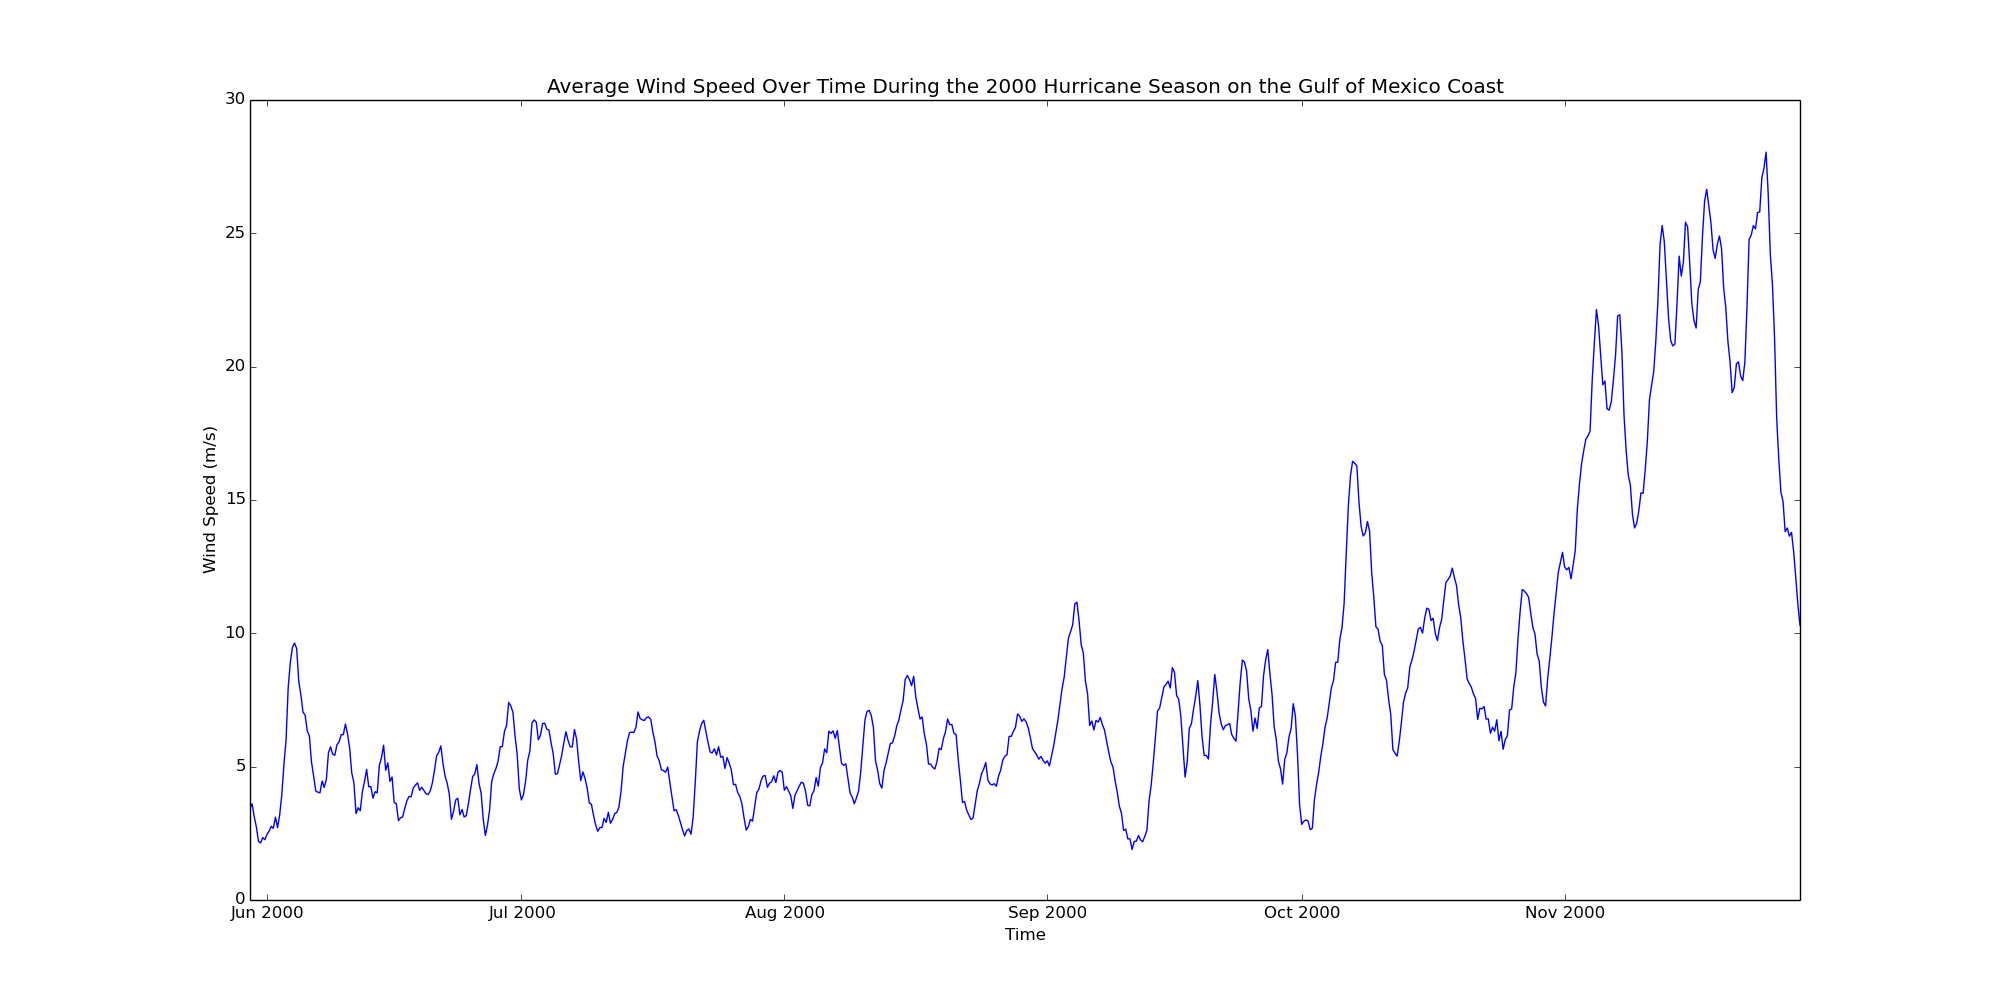 Average Wind Speed Over Time During the 2000 Hurricane Season on the Gulf of Mexico Coast
30
25
20
15
10
5
0
Wind Speed (m/s)
Jun 2000 Jul 2000 Aug 2000 Sep 2000 Oct 2000 Nov 2000
Time